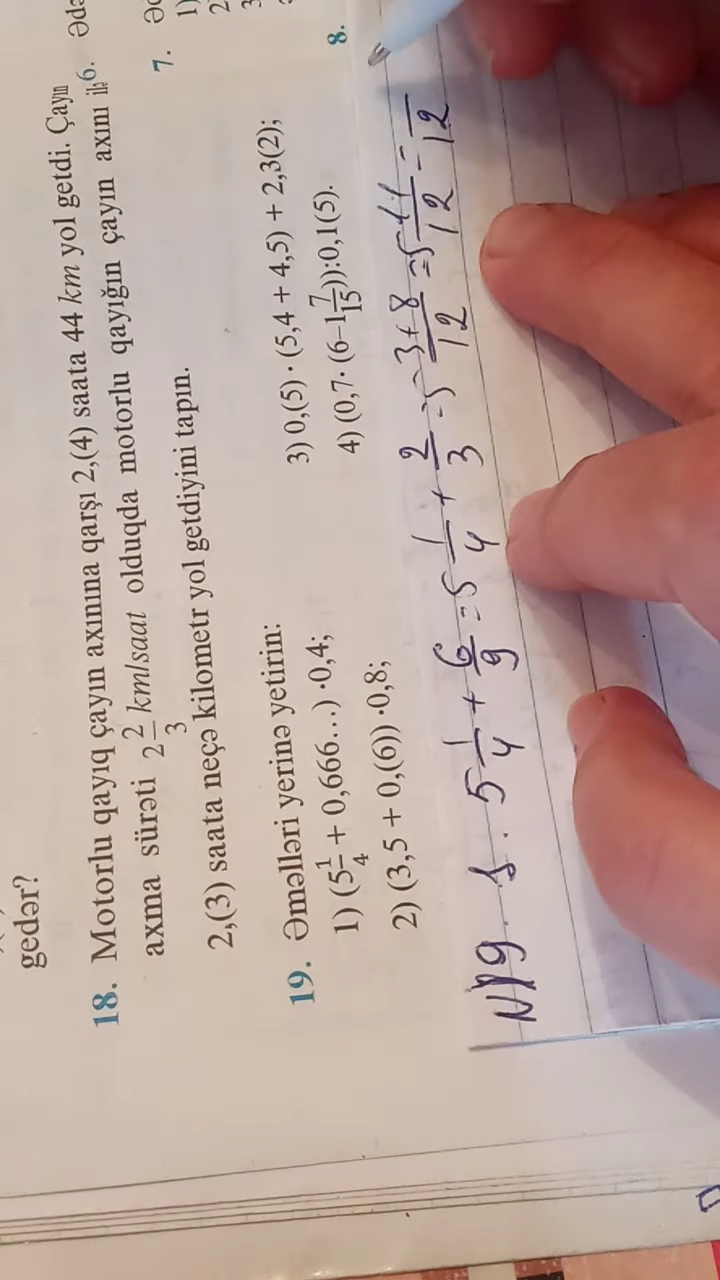 gedər?
18. Motorlu qayıq çayın axınına qarşı 2,(4) saata 44 km yol getdi. Çayın
axma sürəti 2 2/3 km/saat olduqda motorlu qayığın çayın axını ilə
2,(3) saata neçə kilometr yol getdiyini tapın.
19. Əməlləri yerinə yetirin:
1) (5 1/4 + 0,666...) ·0,4;
2) (3,5 + 0,(6)) ·0,8;
3) 0,(5) · (5,4 + 4,5) + 2,3(2);
4) (0,7· (6–1 7/15)):0,1(5).
6.
7.
1)
2
3
8.
N19. 1. 5 1/4 + 6/9 = 5 1/4 + 2/3 = 5 3+8/12 = 5 11/12 = /12